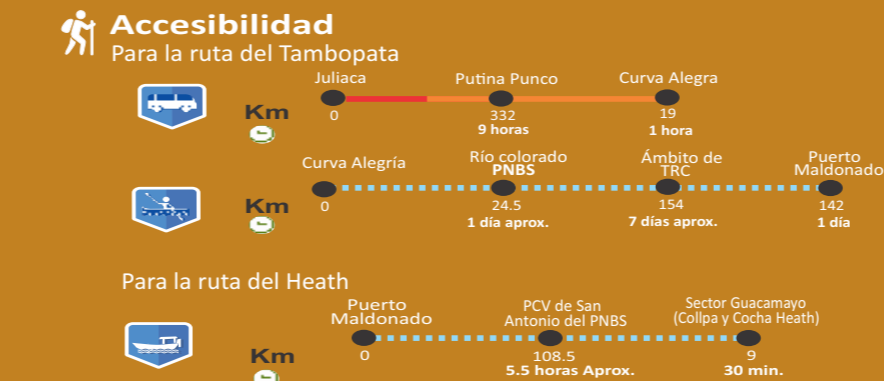 Accesibilidad
Para la ruta del Tambopata
Juliaca
Putina Punco
Curva Alegra
Km
0
332
19
9 horas
1 hora
Curva Alegría
Río colorado
PNBS
Ámbito de
TRC
Puerto
Maldonado
Km
0
24.5
154
142
1 día aprox.
7 días aprox.
1 día
Para la ruta del Heath
Puerto
Maldonado
PCV de San
Antonio del PNBS
Sector Guacamayo
(Collpa y Cocha Heath)
Km
0
108.5
9
5.5 horas Aprox.
30 min.